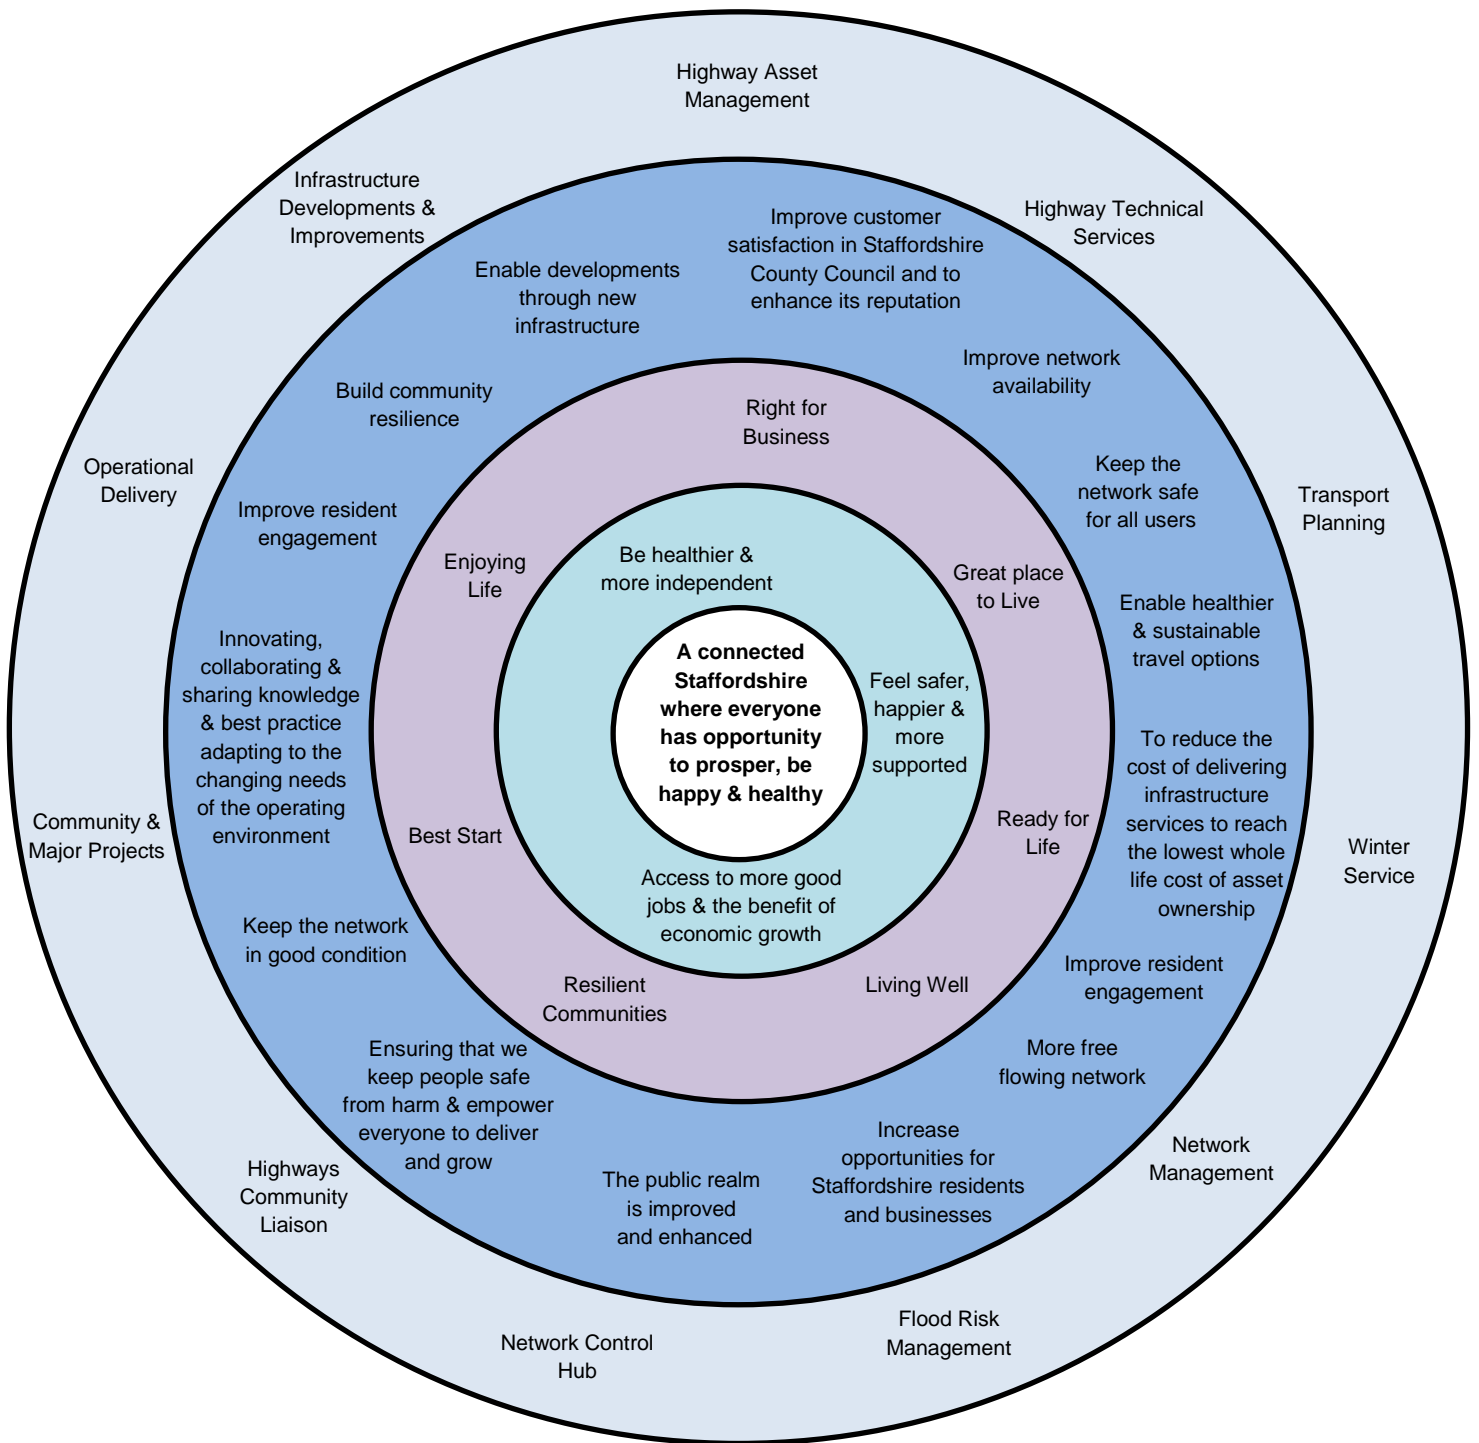 Highway Asset
Management
Infrastructure
Developments &
Improvements
Highway Technical
Services
Operational
Delivery
Transport
Planning
Community &
Major Projects
Winter
Service
Highways
Community
Liaison
Network
Management
Network Control
Hub
Flood Risk
Management
Improve customer
satisfaction in Staffordshire
County Council and to
enhance its reputation
Enable developments
through new
infrastructure
Improve network
availability
Build community
resilience
Keep the
network safe
for all users
Improve resident
engagement
Enable healthier
& sustainable
travel options
Innovating,
collaborating &
sharing knowledge
& best practice
adapting to the
changing needs
of the operating
environment
To reduce the
cost of delivering
infrastructure
services to reach
the lowest whole
life cost of asset
ownership
Keep the network
in good condition
Improve resident
engagement
More free
flowing network
Ensuring that we
keep people safe
from harm & empower
everyone to deliver
and grow
Increase
opportunities for
Staffordshire residents
and businesses
The public realm
is improved
and enhanced
Right for
Business
Enjoying
Life
Great place
to Live
Best Start
Ready for
Life
Resilient
Communities
Living Well
Be healthier &
more independent
Feel safer,
happier &
more
supported
Access to more good
jobs & the benefit of
economic growth
A connected
Staffordshire
where everyone
has opportunity
to prosper, be
happy & healthy